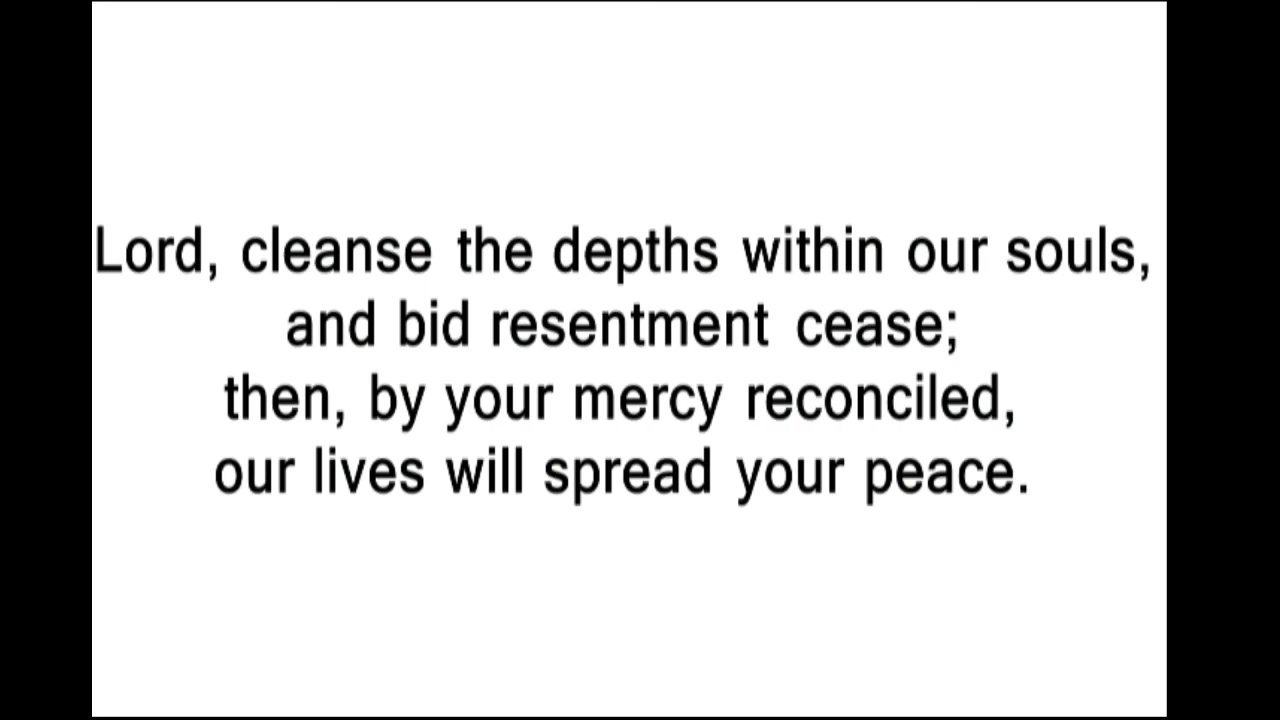 Lord, cleanse the depths within our souls,
and bid resentment cease;
then, by your mercy reconciled,
our lives will spread your peace.